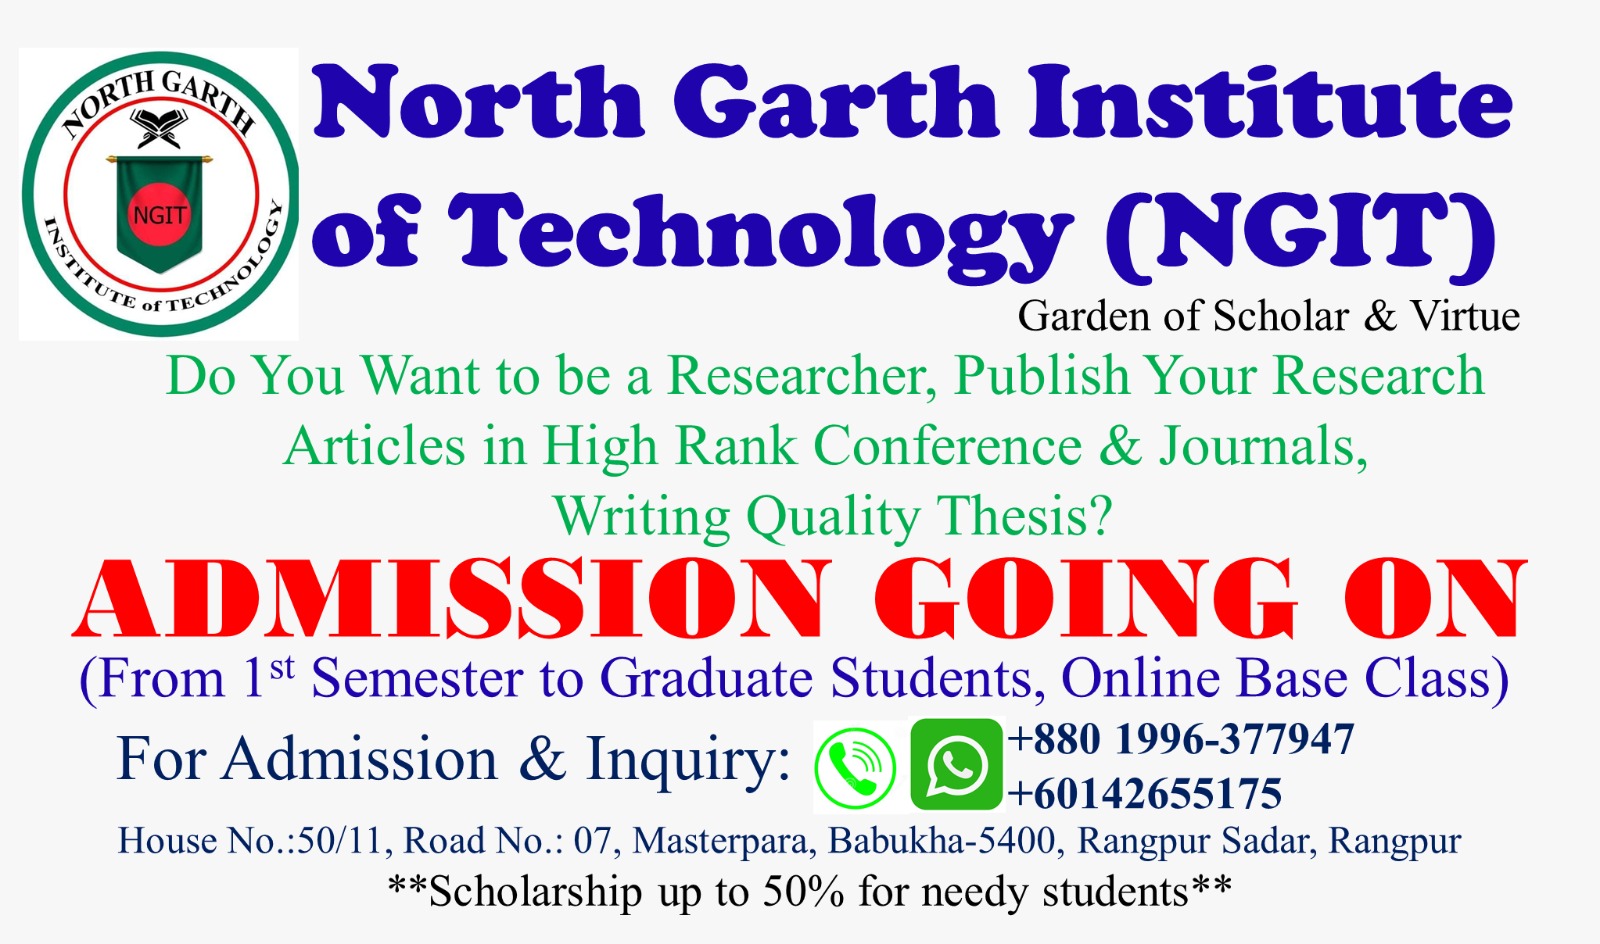 NORTH GARTH
NGIT
INSTITUTE of TECHNOLOGY
North Garth Institute
of Technology (NGIT)
Garden of Scholar & Virtue
Do You Want to be a Researcher, Publish Your Research
Articles in High Rank Conference & Journals,
Writing Quality Thesis?
ADMISSION GOING ON
(From 1st Semester to Graduate Students, Online Base Class)
For Admission & Inquiry:
+880 1996-377947
+60142655175
House No.:50/11, Road No.: 07, Masterpara, Babukha-5400, Rangpur Sadar, Rangpur
**Scholarship up to 50% for needy students**